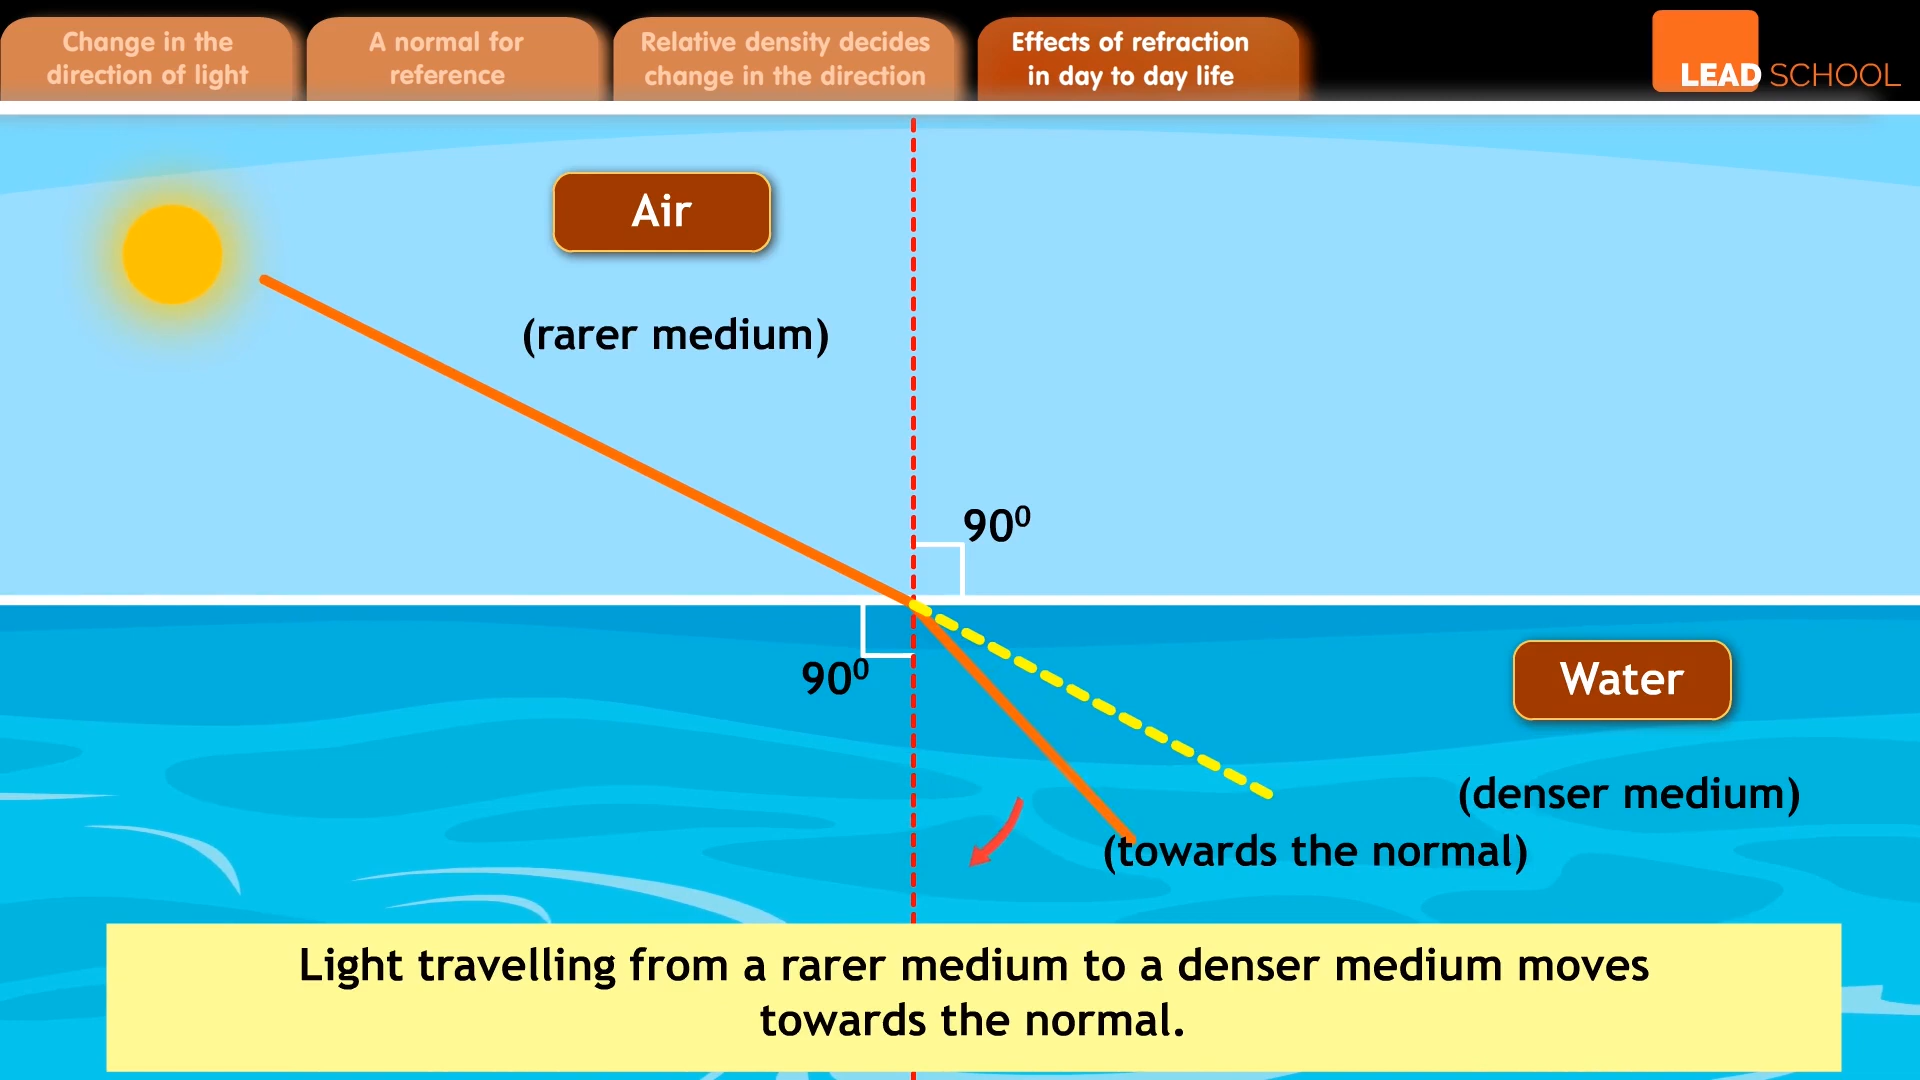 Change in the
direction of light
A normal for
reference
Relative density decides
change in the direction
Effects of refraction
in day to day life
LEAD SCHOOL
Air
(rarer medium)
90⁰
90⁰
Water
(denser medium)
(towards the normal)
Light travelling from a rarer medium to a denser medium moves
towards the normal.